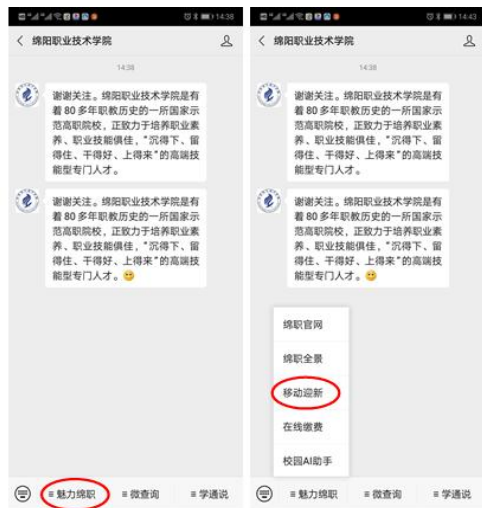 14:38
绵阳职业技术学院
14:38
谢谢关注。绵阳职业技术学院是有
着80多年职教历史的一所国家示
范高职院校，正致力于培养职业素
养、职业技能俱佳，“沉得下、留
得住、干得好、上得来”的高端技
能型专门人才。
谢谢关注。绵阳职业技术学院是有
着80多年职教历史的一所国家示
范高职院校，正致力于培养职业素
养、职业技能俱佳，“沉得下、留
得住、干得好、上得来”的高端技
能型专门人才。
魅力绵职
微查询
学通说
14:43
绵阳职业技术学院
14:38
谢谢关注。绵阳职业技术学院是有
着80多年职教历史的一所国家示
范高职院校，正致力于培养职业素
养、职业技能俱佳，“沉得下、留
得住、干得好、上得来”的高端技
能型专门人才。
谢谢关注。绵阳职业技术学院是有
着80多年职教历史的一所国家示
范高职院校，正致力于培养职业素
养、职业技能俱佳，“沉得下、留
得住、干得好、上得来”的高端技
能型专门人才。
绵职官网
绵职全景
移动迎新
在线缴费
校园AI助手
魅力绵职
微查询
学通说